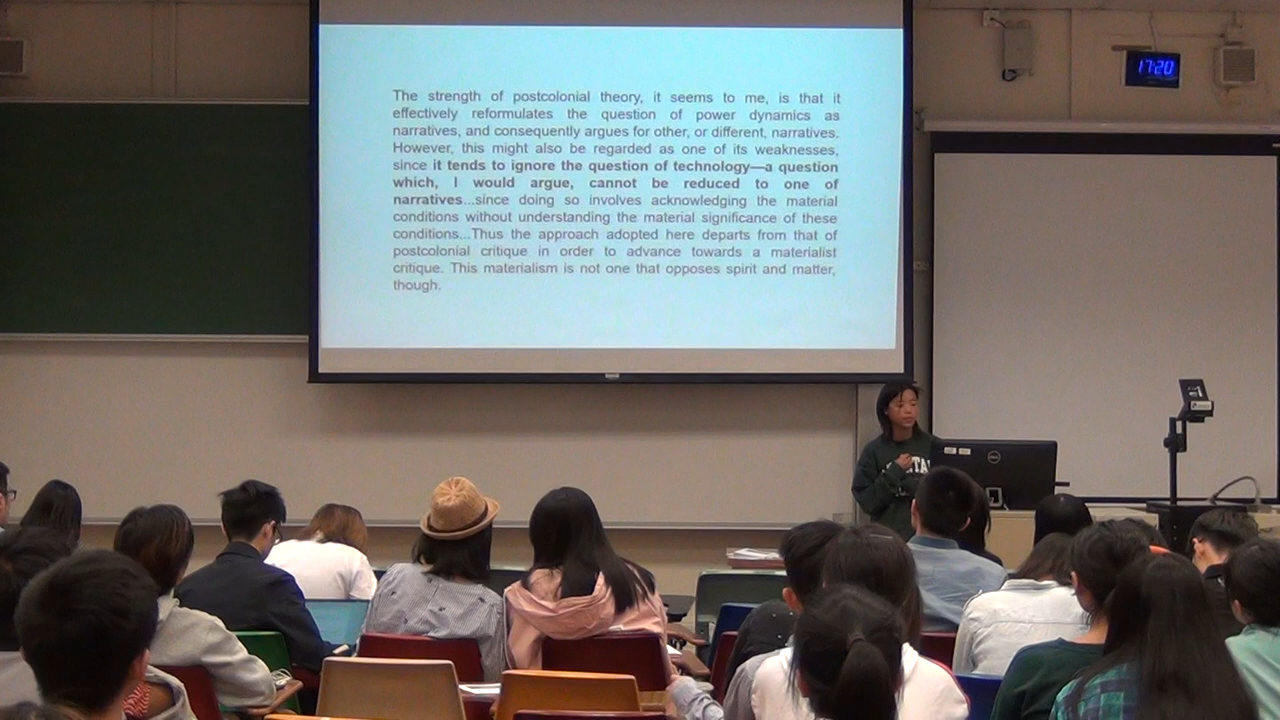 The strength of postcolonial theory, it seems to me, is that it
effectively reformulates the question of power dynamics as
narratives, and consequently argues for other, or different, narratives.
However, this might also be regarded as one of its weaknesses,
since it tends to ignore the question of technology—a question
which, I would argue, cannot be reduced to one of
narratives...since doing so involves acknowledging the material
conditions without understanding the material significance of these
conditions...Thus the approach adopted here departs from that of
postcolonial critique in order to advance towards a materialist
critique. This materialism is not one that opposes spirit and matter,
though.
17:20
DELL